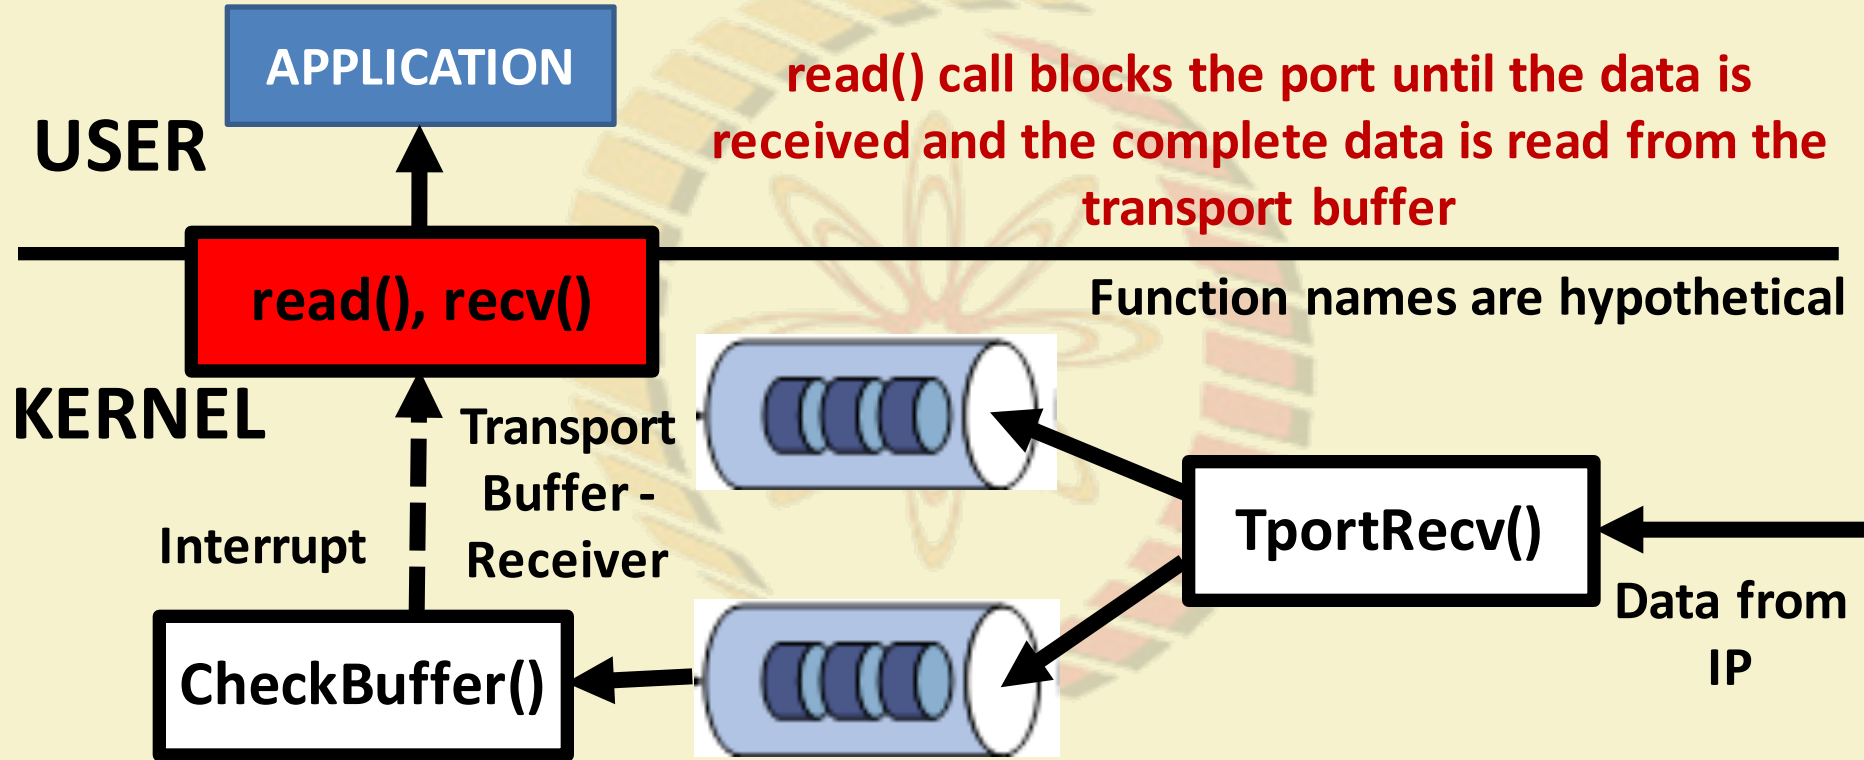 APPLICATION
read() call blocks the port until the data is
received and the complete data is read from the
transport buffer
USER
read(), recv()
Function names are hypothetical
KERNEL
Transport
Buffer -
Receiver
Interrupt
TportRecv()
Data from
IP
CheckBuffer()